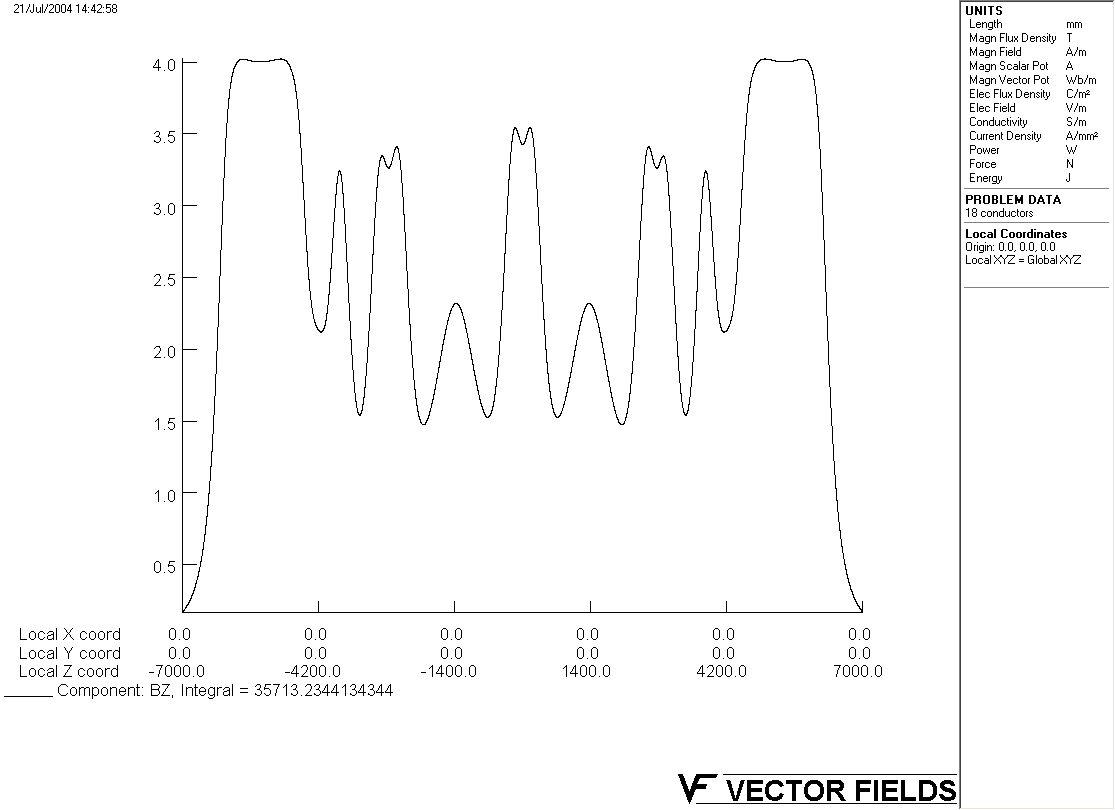 21/Jul/2004 14:42:58
UNITS
Length mm
Magn Flux Density T
Magn Field A/m
Magn Scalar Pot A
Magn Vector Pot Wb/m
Elec Flux Density C/m²
Elec Field V/m
Conductivity S/m
Current Density A/mm²
Power W
Force N
Energy J
PROBLEM DATA
18 conductors
Local Coordinates
Origin: 0.0, 0.0, 0.0
Local XYZ = Global XYZ
4.0
3.5
3.0
2.5
2.0
1.5
1.0
0.5
Local X coord 0.0 0.0 0.0 0.0 0.0 0.0
Local Y coord 0.0 0.0 0.0 0.0 0.0 0.0
Local Z coord -7000.0 -4200.0 -1400.0 1400.0 4200.0 7000.0
Component: BZ, Integral = 35713.2344134344
VF VECTOR FIELDS